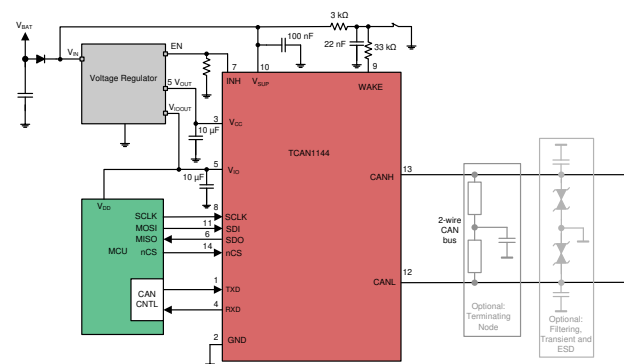 VBAT
3 kΩ
100 nF
22 nF
33 kΩ
VIN
EN
Voltage Regulator
5 VOUT
VIOOUT
7
10
9
INH
VSUP
WAKE
3
VCC
10 µF
TCAN1144
5
VIO
10 µF
13
CANH
VDD
8
SCLK
SCLK
11
MOSI
SDI
6
MISO
SDO
MCU
14
nCS
nCS
2-wire
CAN
bus
1
TXD
CAN
CNTL
4
RXD
12
CANL
2
GND
Optional:
Terminating
Node
Optional:
Filtering,
Transient and
ESD